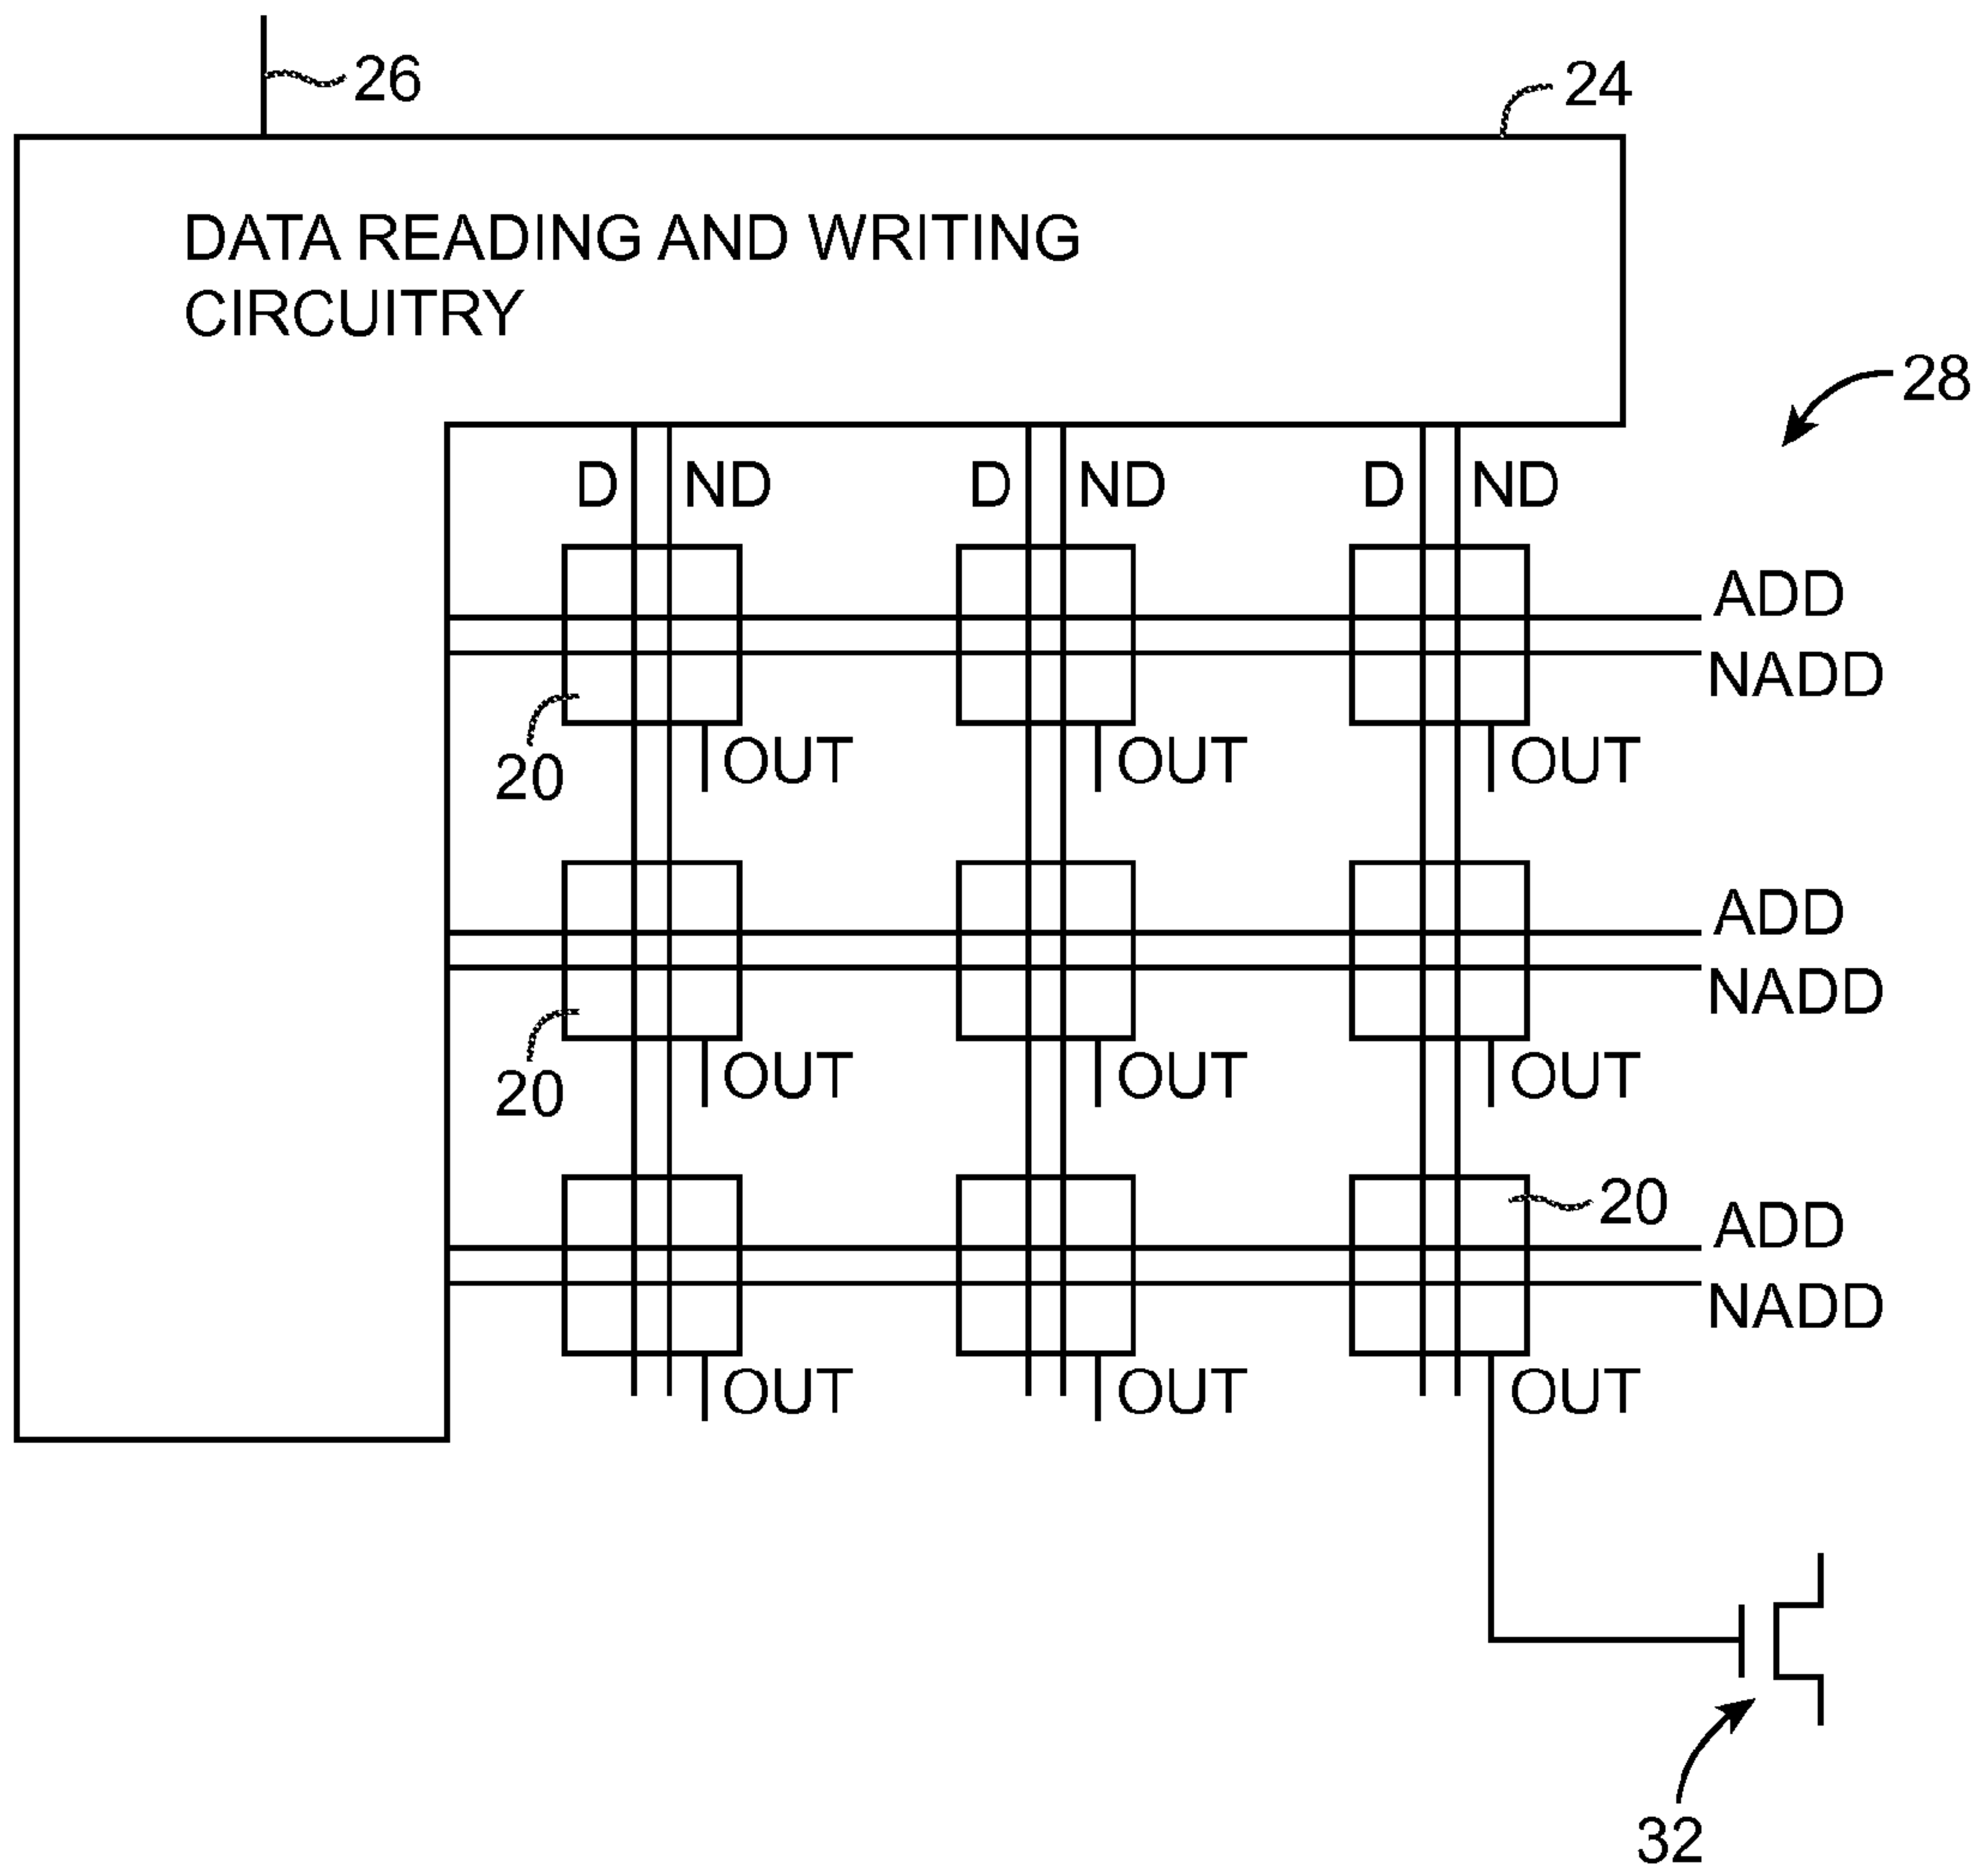 26
24
DATA READING AND WRITING
CIRCUITRY
28
D ND D ND D ND
ADD
NADD
20
OUT OUT OUT
ADD
NADD
20
OUT OUT OUT
20
ADD
NADD
OUT OUT OUT
32